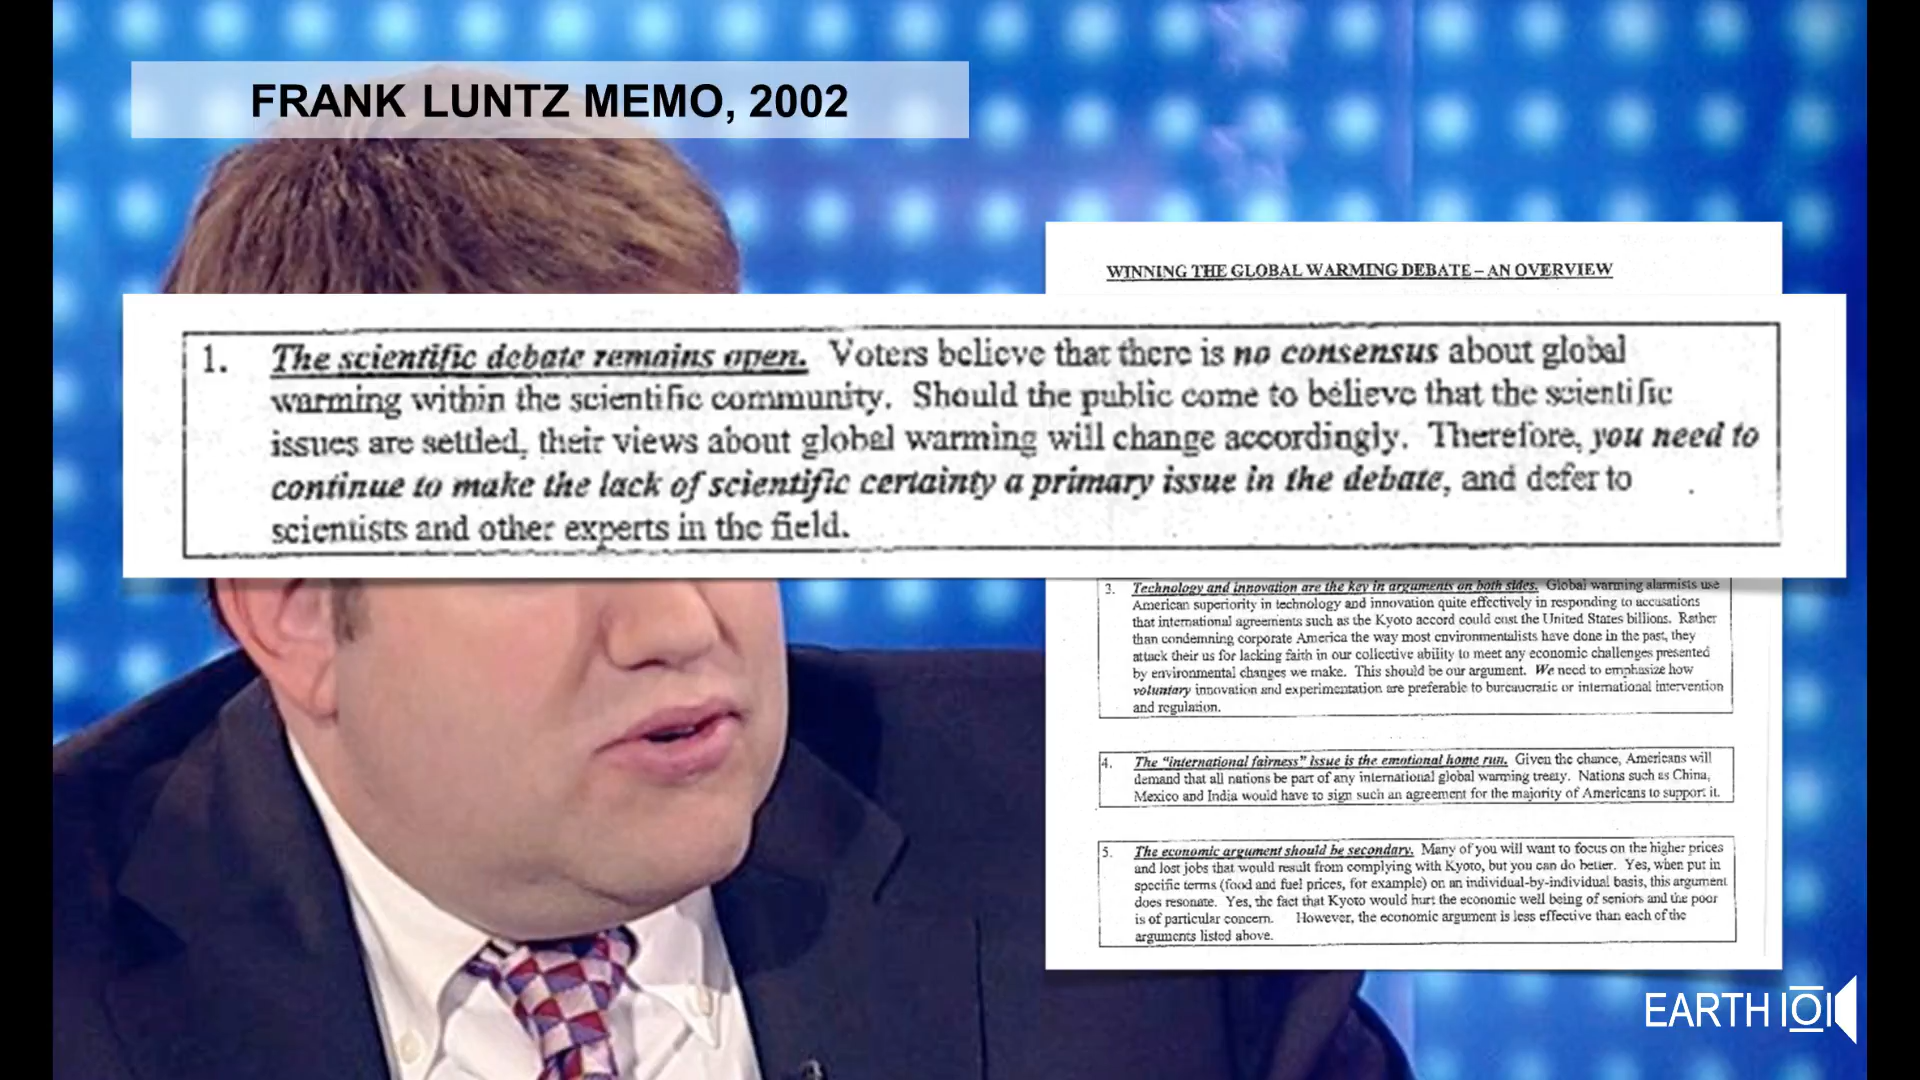 FRANK LUNTZ MEMO, 2002
WINNING THE GLOBAL WARMING DEBATE – AN OVERVIEW
1. The scientific debate remains open. Voters believe that there is no consensus about global
warming within the scientific community. Should the public come to believe that the scientific
issues are settled, their views about global warming will change accordingly. Therefore, you need to
continue to make the lack of scientific certainty a primary issue in the debate, and defer to
scientists and other experts in the field.
3. Technology and innovation are the key in arguments on both sides. Global warming alarmists use
American superiority in technology and innovation quite effectively in responding to accusations
that international agreements such as the Kyoto accord could cost the United States billions. Rather
than condemning corporate America the way most environmentalists have done in the past, they
attack their us for lacking faith in our collective ability to meet any economic challenges presented
by environmental changes we make. This should be our argument. We need to emphasize how
voluntary innovation and experimentation are preferable to bureaucratic or international intervention
and regulation.
4. The "international fairness" issue is the emotional home run. Given the chance, Americans will
demand that all nations be part of any international global warming treaty. Nations such as China,
Mexico and India would have to sign such an agreement for the majority of Americans to support it.
5. The economic argument should be secondary. Many of you will want to focus on the higher prices
and lost jobs that would result from complying with Kyoto, but you can do better. Yes, when put in
specific terms (food and fuel prices, for example) on an individual-by-individual basis, this argument
does resonate. Yes, the fact that Kyoto would hurt the economic well being of seniors and the poor
is of particular concern. However, the economic argument is less effective than each of the
arguments listed above.
EARTH 101